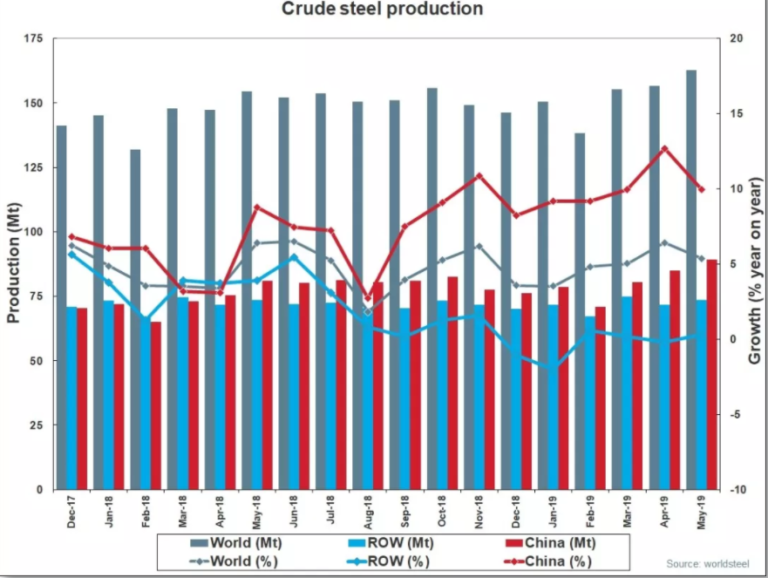 Crude steel production
175
150
125
100
75
50
25
0
Production (Mt)
20
15
10
5
0
-5
-10
Growth (% year on year)
Dec-17 Jan-18 Feb-18 Mar-18 Apr-18 May-18 Jun-18 Jul-18 Aug-18 Sep-18 Oct-18 Nov-18 Dec-18 Jan-19 Feb-19 Mar-19 Apr-19 May-19
World (Mt) ROW (Mt) China (Mt)
World (%) ROW (%) China (%)
Source: worldsteel